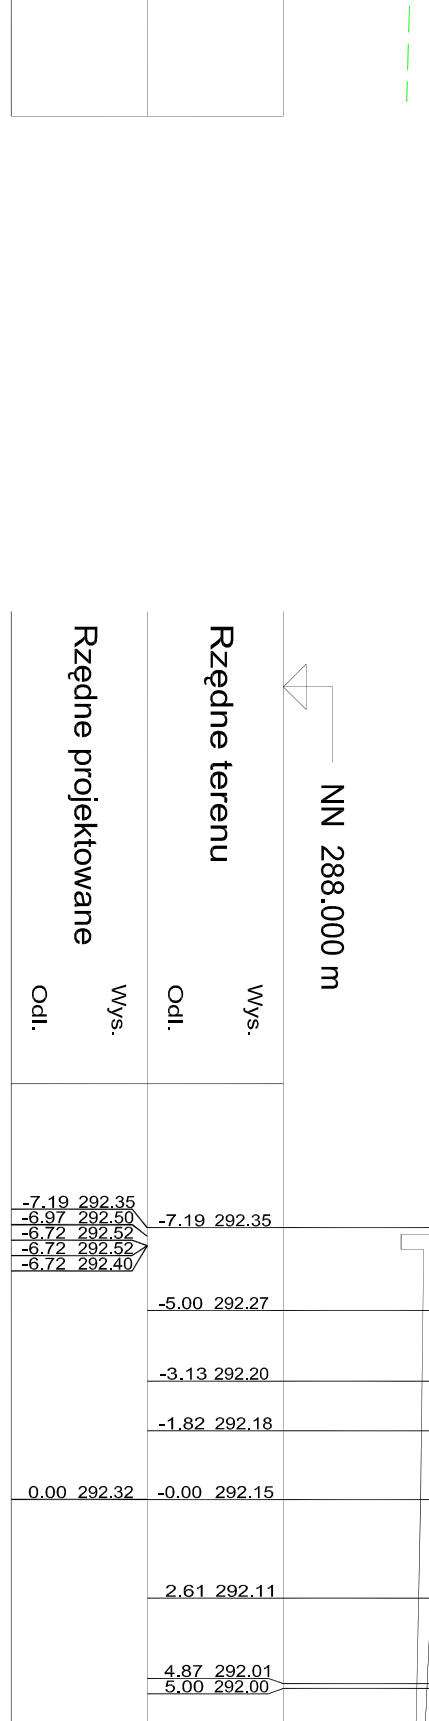 NN 288.000 m
Rzędne terenu
Wys.
Odl.
Rzędne projektowane
Wys.
Odl.
-7.19 292.35
-6.97 292.50
-6.72 292.52
-6.72 292.52
-6.72 292.40
0.00 292.32
-7.19 292.35
-5.00 292.27
-3.13 292.20
-1.82 292.18
-0.00 292.15
2.61 292.11
4.87 292.01
5.00 292.00